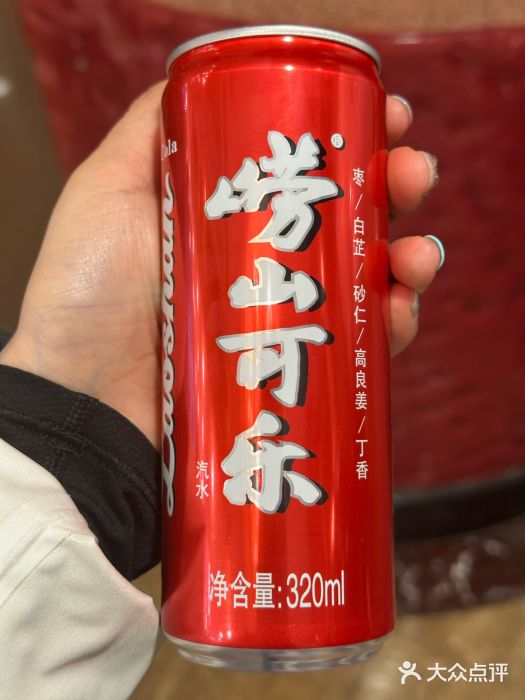 崂山可乐
®
枣/白芷/砂仁/高良姜/丁香
Laoshan
汽水
净含量:320ml
大众点评